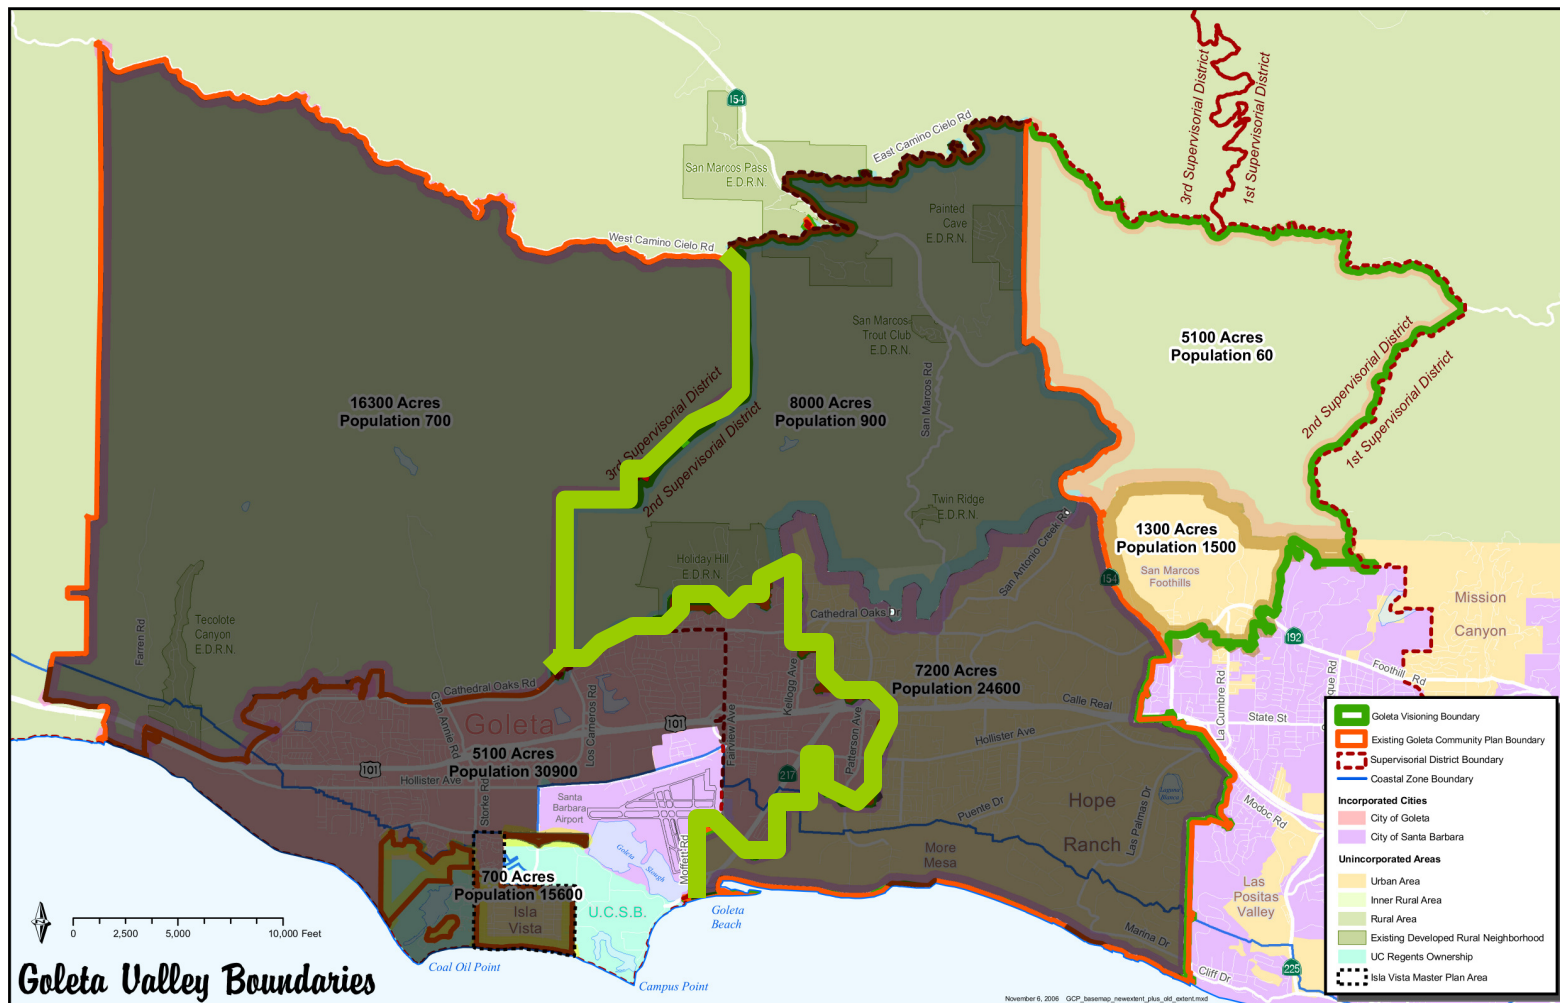 154
3rd Supervisorial District
1st Supervisorial District
East Camino Cielo Rd
San Marcos Pass
E.D.R.N.
Painted
Cave
E.D.R.N.
West Camino Cielo Rd
San Marcos
Trout Club
E.D.R.N.
5100 Acres
Population 60
2nd Supervisorial District
1st Supervisorial District
16300 Acres
Population 700
3rd Supervisorial District
2nd Supervisorial District
8000 Acres
Population 900
San Marcos Rd
Twin Ridge
E.D.R.N.
San Antonio Creek Rd
1300 Acres
Population 1500
San Marcos
Foothills
154
Holiday Hill
E.D.R.N.
Tecolote
Canyon
E.D.R.N.
Farren Rd
Cathedral Oaks Dr
Mission
Canyon
192
Foothill Rd
Cathedral Oaks Rd
Glen Annie Rd
Los Carneros Rd
Goleta
101
Fairview Ave
Kellogg Ave
Patterson Ave
7200 Acres
Population 24600
Calle Real
Hollister Ave
La Cumbre Rd
State St
5100 Acres
Population 30900
101
Hollister Ave
Storke Rd
217
Santa
Barbara
Airport
Goleta
Slough
Moffett Rd
Puente Dr
Hope
Ranch
Laguna
Blanca
Las Palmas Dr
Modoc Rd
More
Mesa
700 Acres
Population 15600
Isla
Vista
U.C.S.B.
Goleta
Beach
Las
Positas
Valley
Marina Dr
Cliff Dr
225
Coal Oil Point
Campus Point
0 2,500 5,000 10,000 Feet
Goleta Valley Boundaries
November 6, 2006 GCP_basemap_newextent_plus_old_extent.mxd
Goleta Visioning Boundary
Existing Goleta Community Plan Boundary
Supervisorial District Boundary
Coastal Zone Boundary
Incorporated Cities
City of Goleta
City of Santa Barbara
Unincorporated Areas
Urban Area
Inner Rural Area
Rural Area
Existing Developed Rural Neighborhood
UC Regents Ownership
Isla Vista Master Plan Area